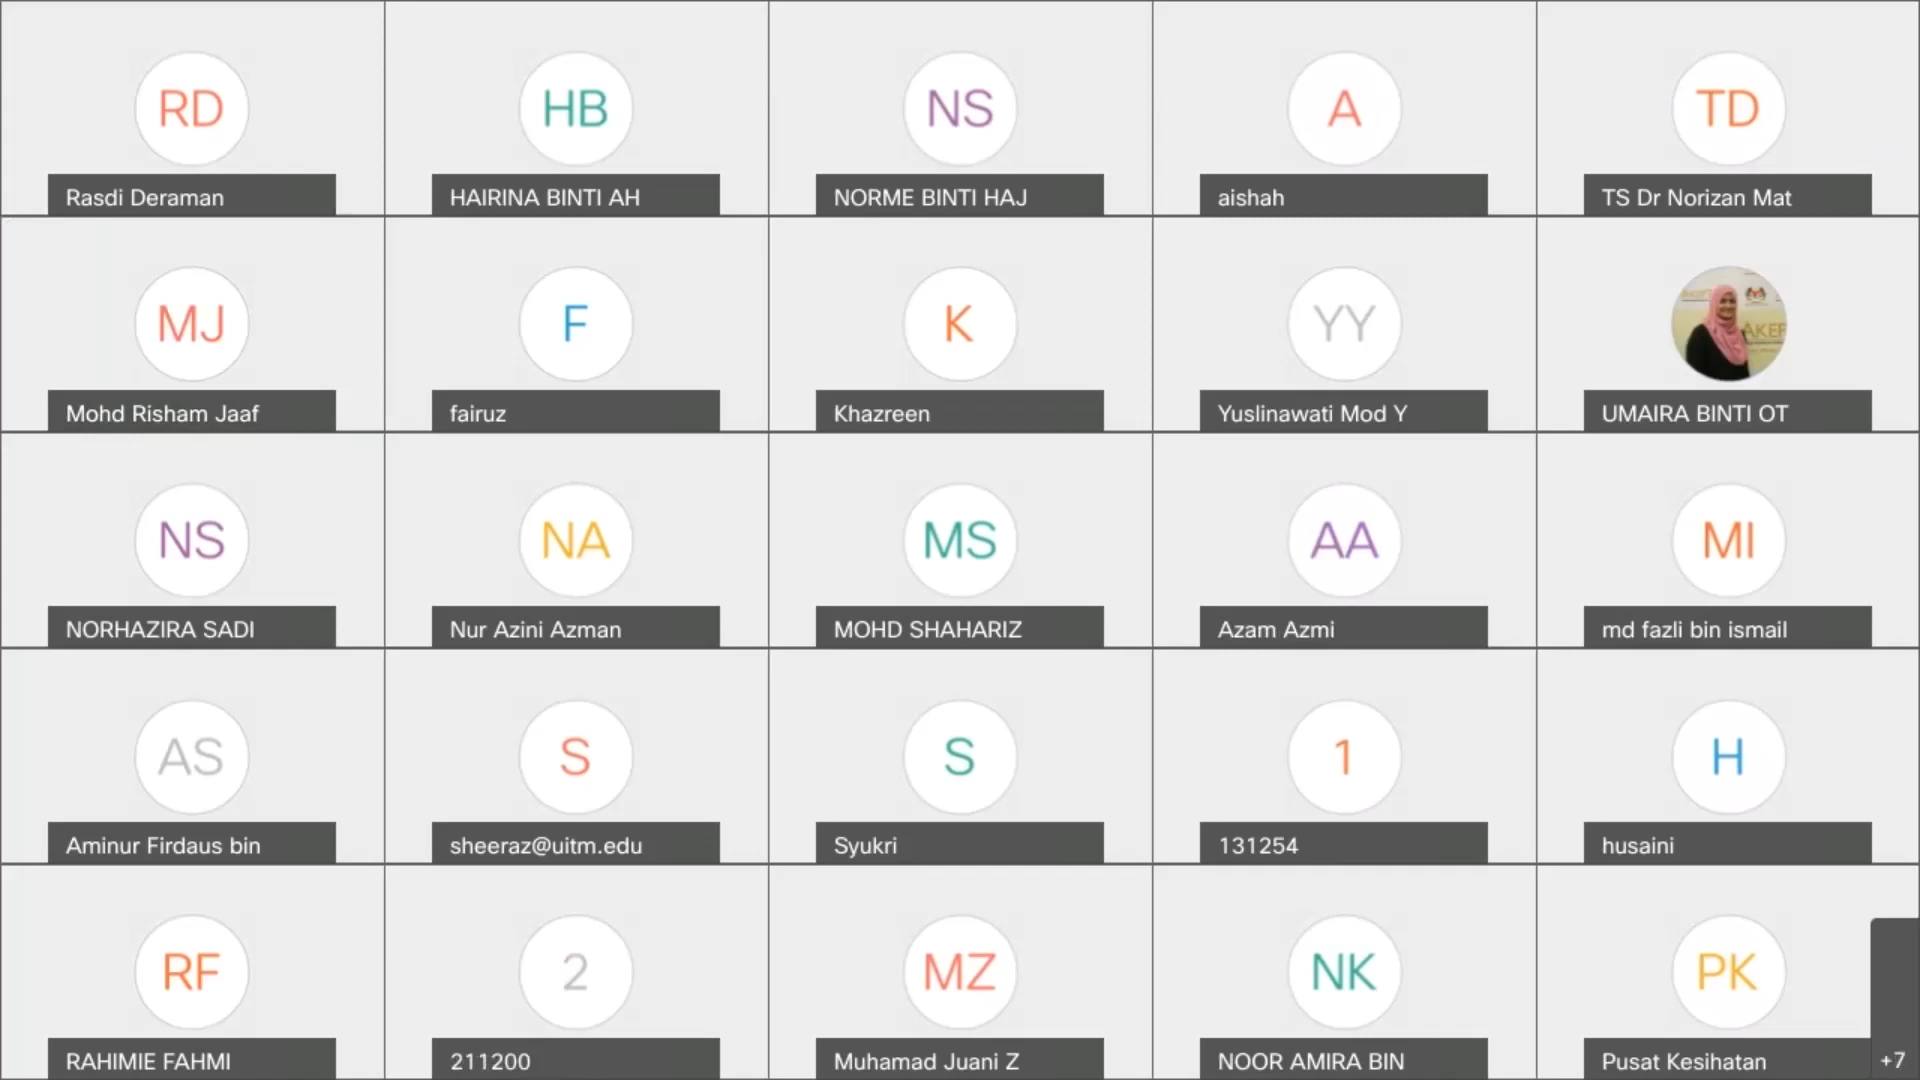 RD
HB
NS
A
TD
Rasdi Deraman
HAIRINA BINTI AH
NORME BINTI HAJ
aishah
TS Dr Norizan Mat
MJ
F
K
YY
AKEP
Mohd Risham Jaaf
fairuz
Khazreen
Yuslinawati Mod Y
UMAIRA BINTI OT
NS
NA
MS
AA
MI
NORHAZIRA SADI
Nur Azini Azman
MOHD SHAHARIZ
Azam Azmi
md fazli bin ismail
AS
S
S
1
H
Aminur Firdaus bin
sheeraz@uitm.edu
Syukri
131254
husaini
RF
2
MZ
NK
PK
RAHIMIE FAHMI
211200
Muhamad Juani Z
NOOR AMIRA BIN
Pusat Kesihatan
+7